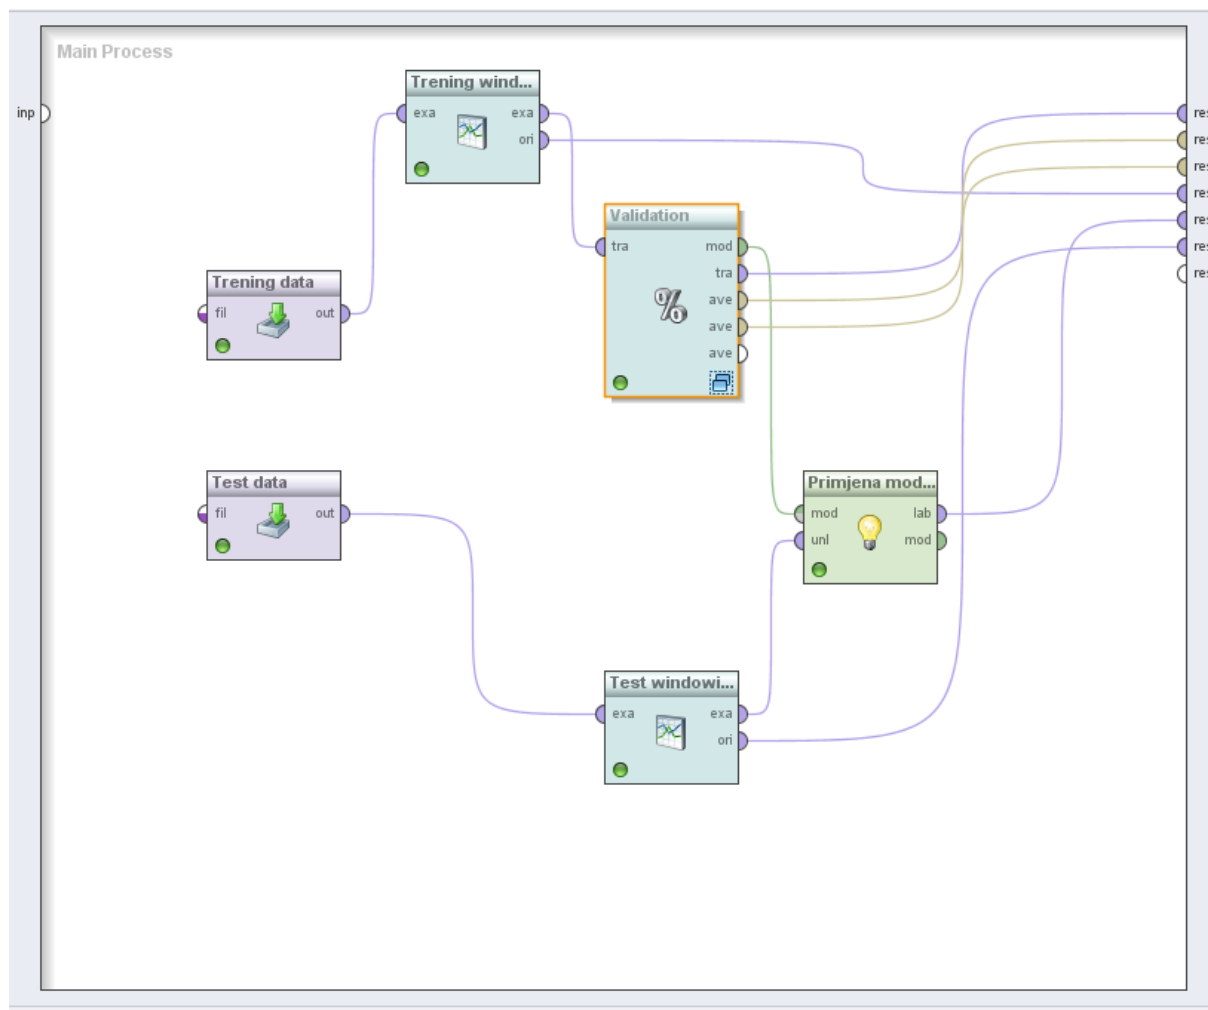 Main Process
inp
Trening wind...
exa exa
ori
res
res
res
res
res
res
res
Validation
tra mod
tra
ave
ave
ave
Trening data
fil out
Test data
fil out
Primjena mod...
mod lab
unl mod
Test windowi...
exa exa
ori